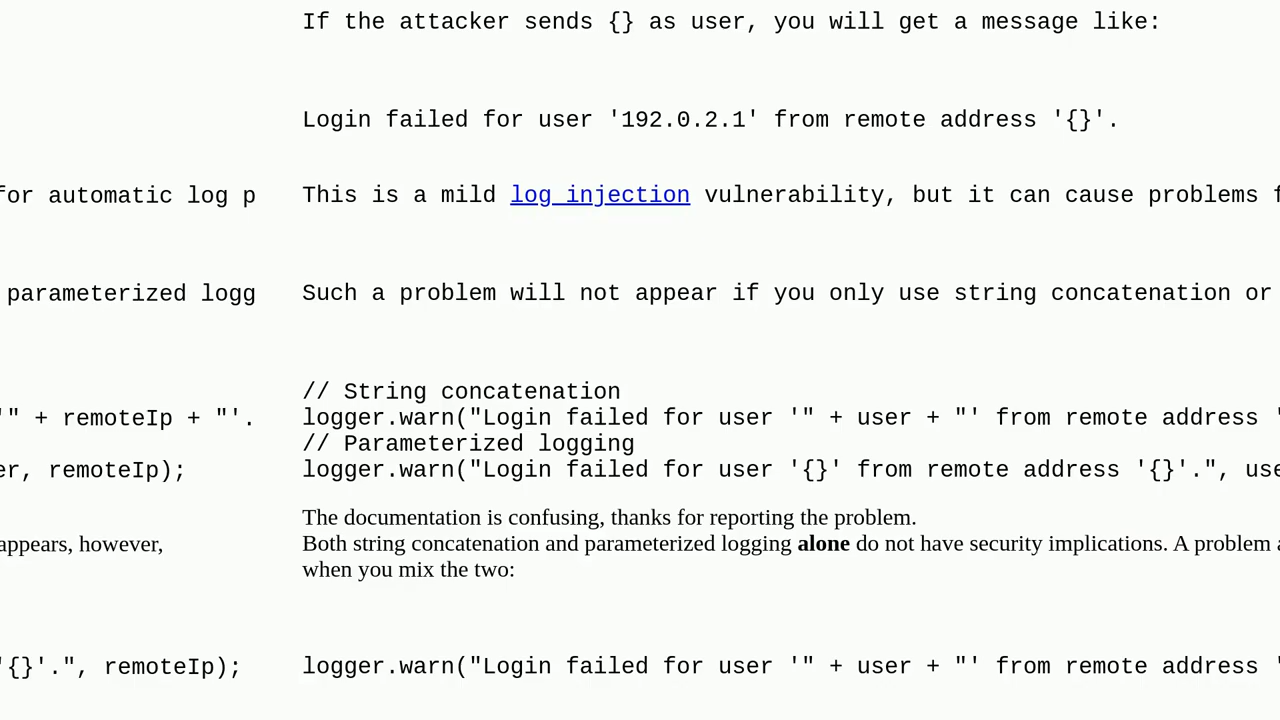 for automatic log p
parameterized logg
'" + remoteIp + "'.
er, remoteIp);
appears, however,
'{}'.", remoteIp);
If the attacker sends {} as user, you will get a message like:
Login failed for user '192.0.2.1' from remote address '{}'.
This is a mild log injection vulnerability, but it can cause problems f
Such a problem will not appear if you only use string concatenation or
// String concatenation
logger.warn("Login failed for user '" + user + "' from remote address '
// Parameterized logging
logger.warn("Login failed for user '{}' from remote address '{}'.", use
The documentation is confusing, thanks for reporting the problem.
Both string concatenation and parameterized logging alone do not have security implications. A problem a
when you mix the two:
logger.warn("Login failed for user '" + user + "' from remote address '